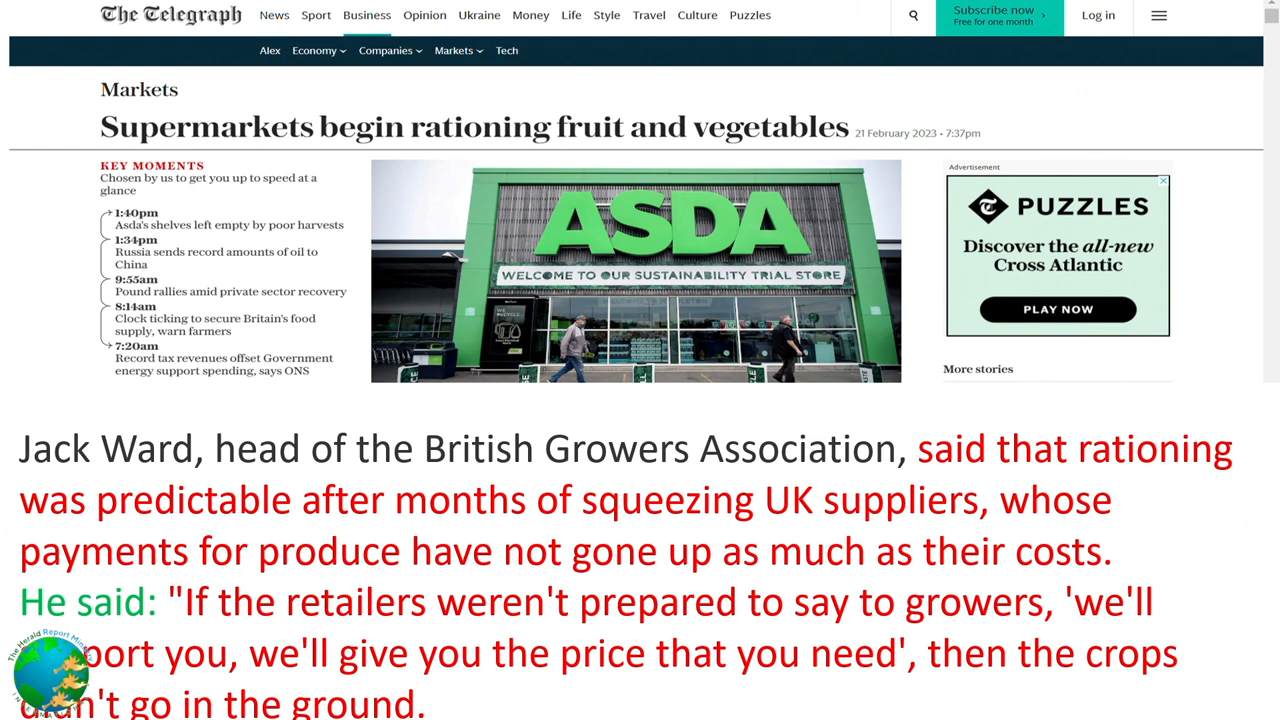 The Telegraph
News Sport Business Opinion Ukraine Money Life Style Travel Culture Puzzles
Subscribe now
Free for one month
Log in
Alex Economy Companies Markets Tech
Markets
Supermarkets begin rationing fruit and vegetables 21 February 2023 • 7:37pm
KEY MOMENTS
Chosen by us to get you up to speed at a
glance
1:40pm
Asda's shelves left empty by poor harvests
1:34pm
Russia sends record amounts of oil to
China
9:55am
Pound rallies amid private sector recovery
8:14am
Clock ticking to secure Britain's food
supply, warn farmers
7:20am
Record tax revenues offset Government
energy support spending, says ONS
ASDA
WELCOME TO OUR SUSTAINABILITY TRIAL STORE
WE
RECYCLE
Advertisement
PUZZLES
Discover the all-new
Cross Atlantic
PLAY NOW
More stories
Jack Ward, head of the British Growers Association, said that rationing
was predictable after months of squeezing UK suppliers, whose
payments for produce have not gone up as much as their costs.
He said: "If the retailers weren't prepared to say to growers, 'we'll
port you, we'll give you the price that you need', then the crops
didn't go in the ground.
The Herald Report Ministry